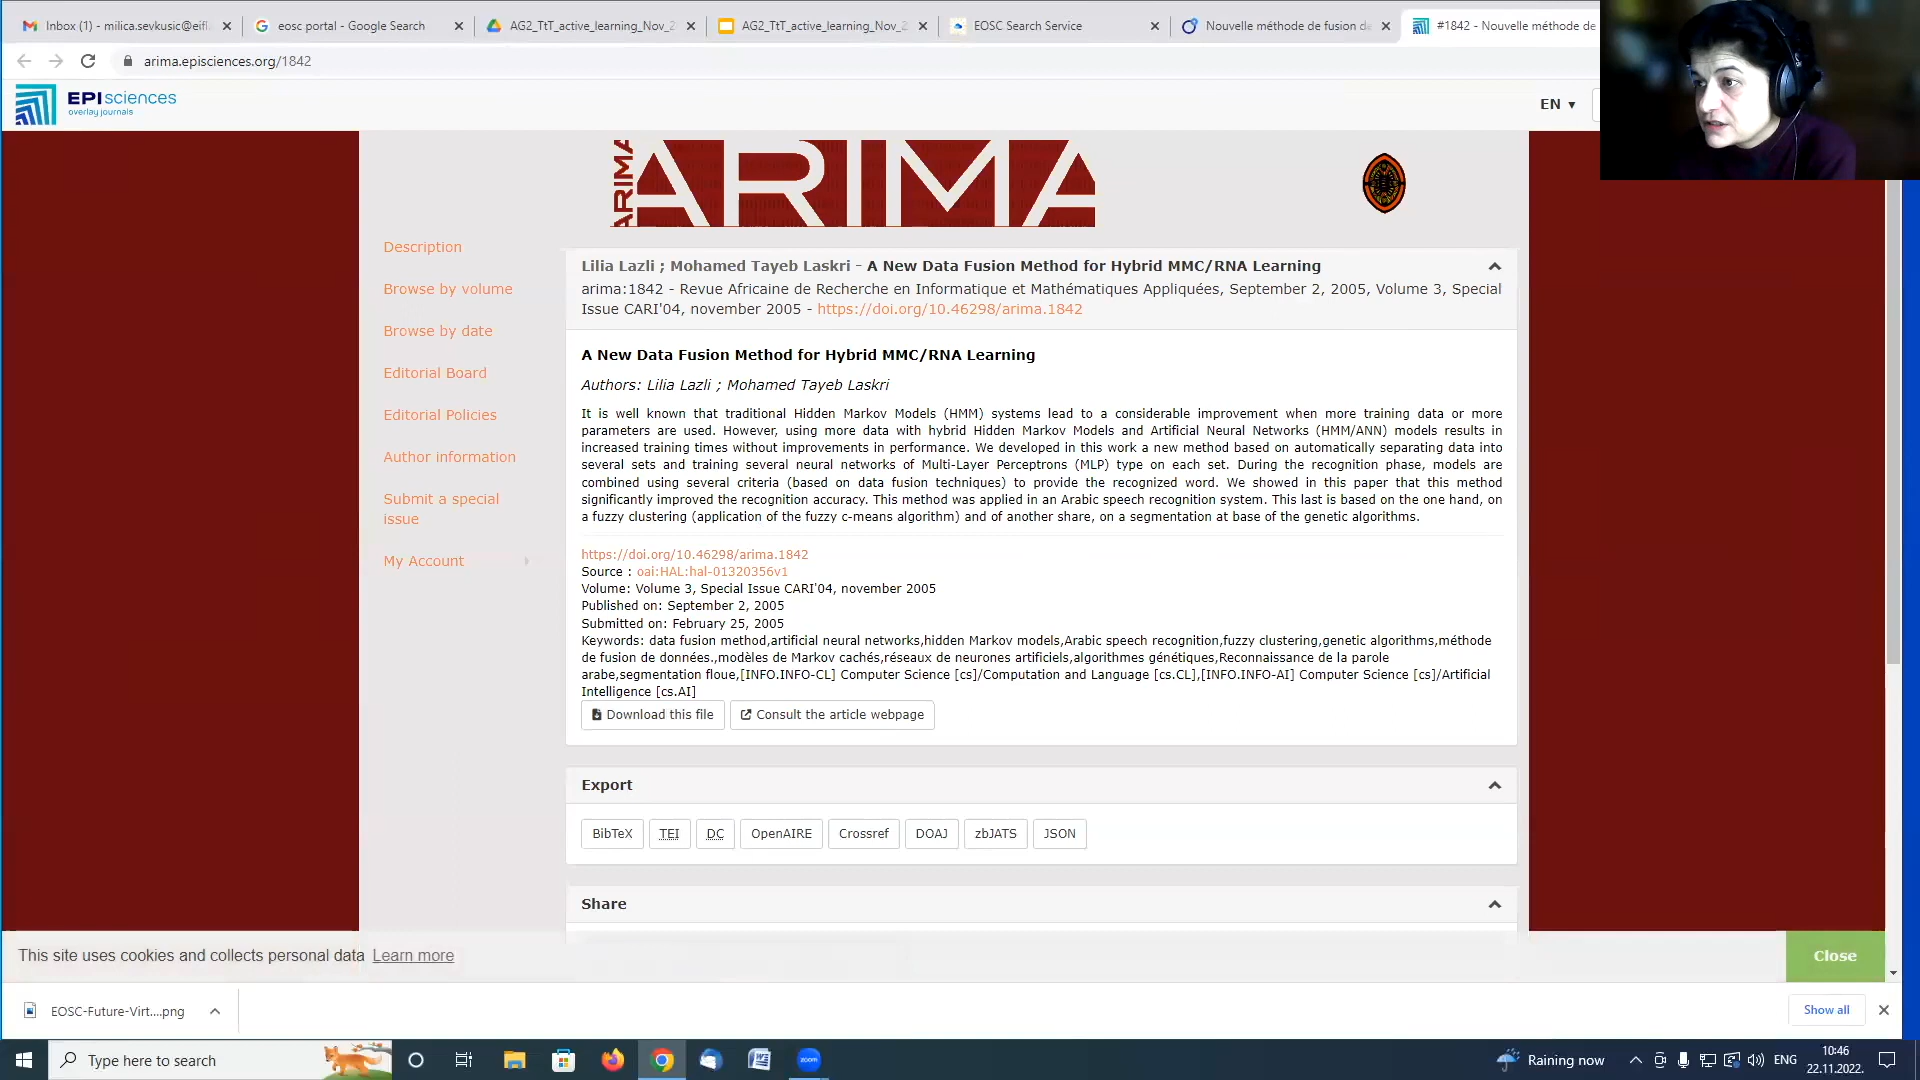 Inbox (1) - milica.sevkusic@eifl
eosc portal - Google Search
AG2_TtT_active_learning_Nov_2
AG2_TtT_active_learning_Nov_2
EOSC Search Service
Nouvelle méthode de fusion de
#1842 - Nouvelle méthode de
arima.episciences.org/1842
EPIsciences
overlay journals
EN ▼
ARIMA
ARIMA
Description
Browse by volume
Browse by date
Editorial Board
Editorial Policies
Author information
Submit a special
issue
My Account
Lilia Lazli ; Mohamed Tayeb Laskri - A New Data Fusion Method for Hybrid MMC/RNA Learning
arima:1842 - Revue Africaine de Recherche en Informatique et Mathématiques Appliquées, September 2, 2005, Volume 3, Special
Issue CARI'04, november 2005 - https://doi.org/10.46298/arima.1842
A New Data Fusion Method for Hybrid MMC/RNA Learning
Authors: Lilia Lazli ; Mohamed Tayeb Laskri
It is well known that traditional Hidden Markov Models (HMM) systems lead to a considerable improvement when more training data or more
parameters are used. However, using more data with hybrid Hidden Markov Models and Artificial Neural Networks (HMM/ANN) models results in
increased training times without improvements in performance. We developed in this work a new method based on automatically separating data into
several sets and training several neural networks of Multi-Layer Perceptrons (MLP) type on each set. During the recognition phase, models are
combined using several criteria (based on data fusion techniques) to provide the recognized word. We showed in this paper that this method
significantly improved the recognition accuracy. This method was applied in an Arabic speech recognition system. This last is based on the one hand, on
a fuzzy clustering (application of the fuzzy c-means algorithm) and of another share, on a segmentation at base of the genetic algorithms.
https://doi.org/10.46298/arima.1842
Source : oai:HAL:hal-01320356v1
Volume: Volume 3, Special Issue CARI'04, november 2005
Published on: September 2, 2005
Submitted on: February 25, 2005
Keywords: data fusion method,artificial neural networks,hidden Markov models,Arabic speech recognition,fuzzy clustering,genetic algorithms,méthode
de fusion de données.,modèles de Markov cachés,réseaux de neurones artificiels,algorithmes génétiques,Reconnaissance de la parole
arabe,segmentation floue,[INFO.INFO-CL] Computer Science [cs]/Computation and Language [cs.CL],[INFO.INFO-AI] Computer Science [cs]/Artificial
Intelligence [cs.AI]
Download this file
Consult the article webpage
Export
BibTeX TEI DC OpenAIRE Crossref DOAJ zbJATS JSON
Share
This site uses cookies and collects personal data Learn more
Close
EOSC-Future-Virt....png
Show all
Type here to search
zoom
Raining now
ENG
10:46
22.11.2022.